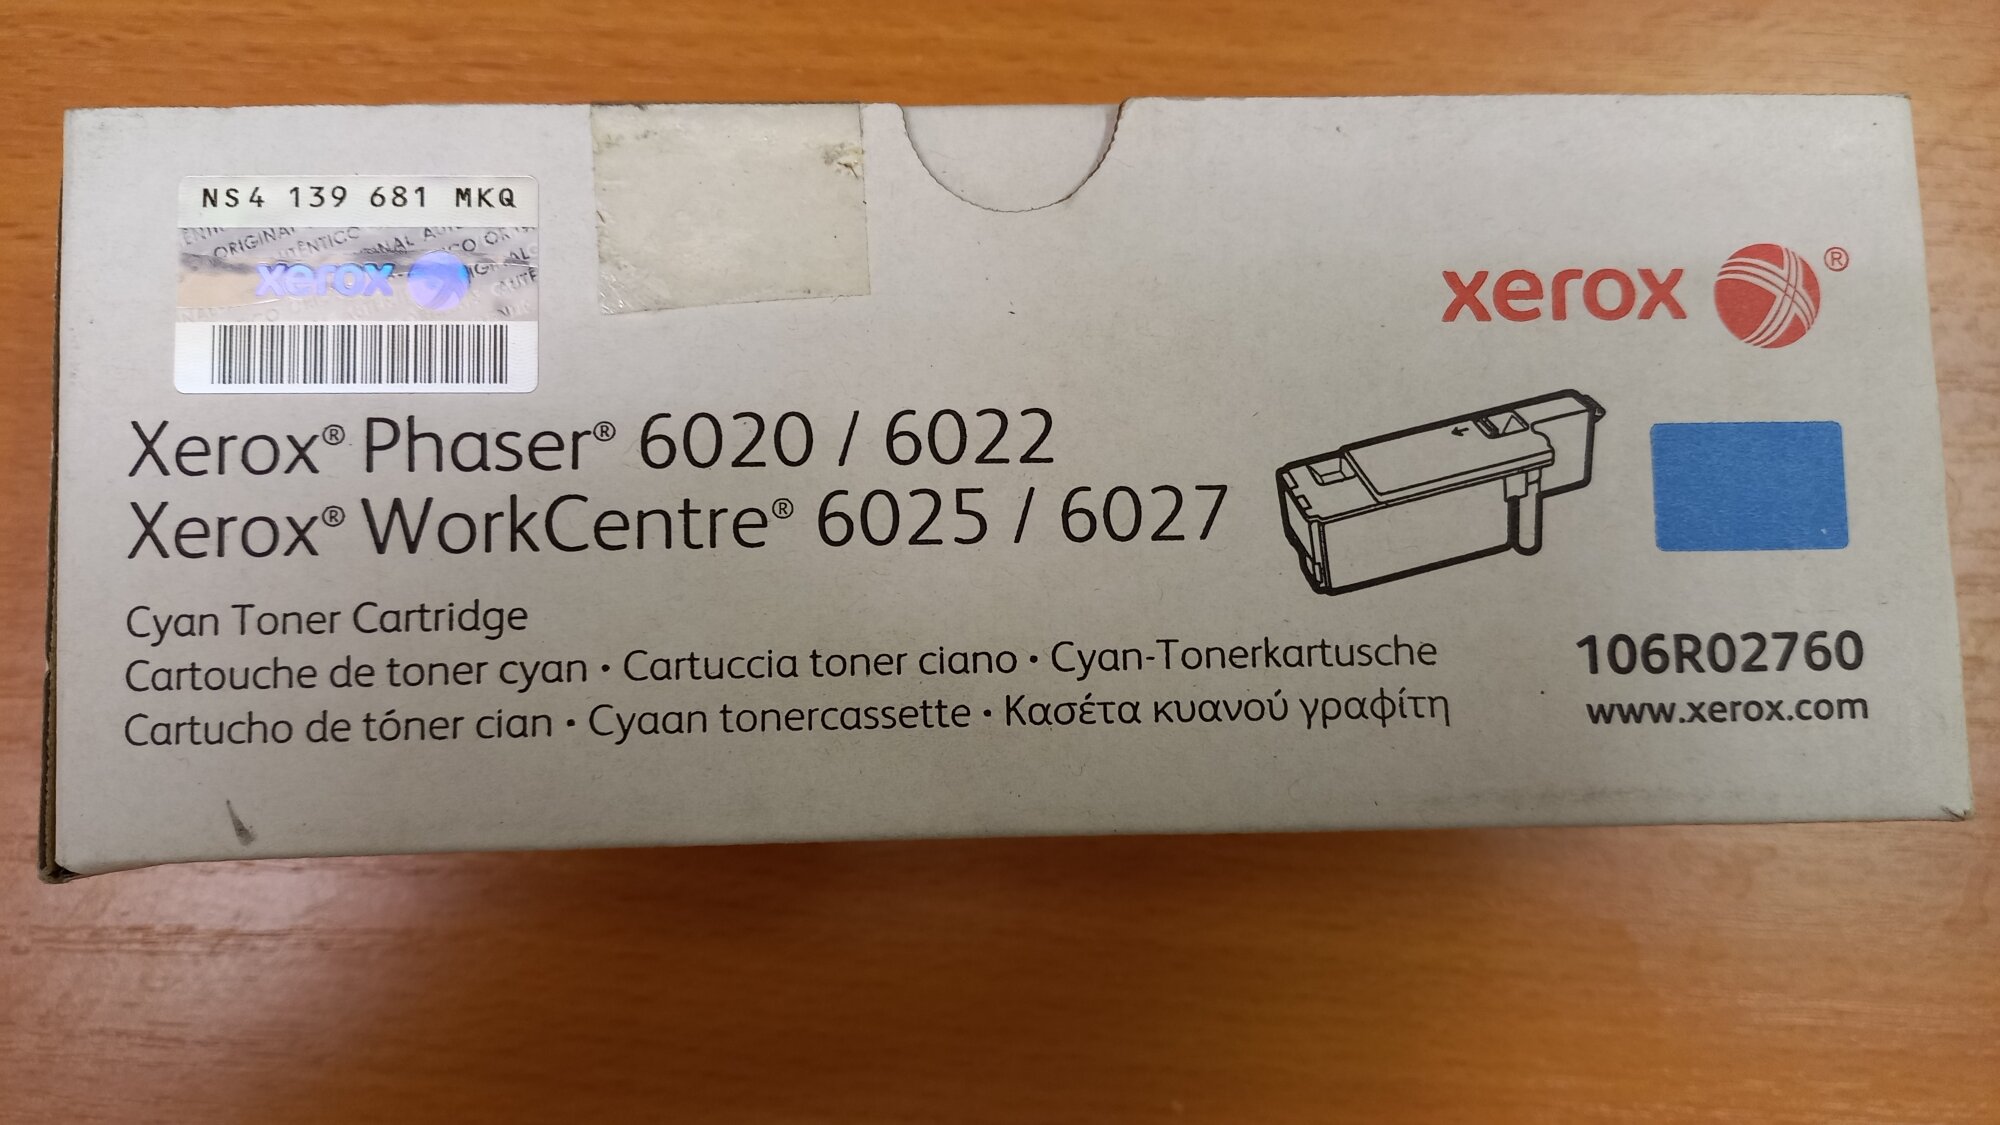 NS4 139 681 MKQ
ORIGINAL
xerox
xerox®
Xerox® Phaser® 6020 / 6022
Xerox® WorkCentre® 6025 / 6027
Cyan Toner Cartridge
Cartouche de toner cyan • Cartuccia toner ciano • Cyan-Tonerkartusche
Cartucho de tóner cian • Cyaan tonercassette • Κασέτα κυανού γραφίτη
106R02760
www.xerox.com